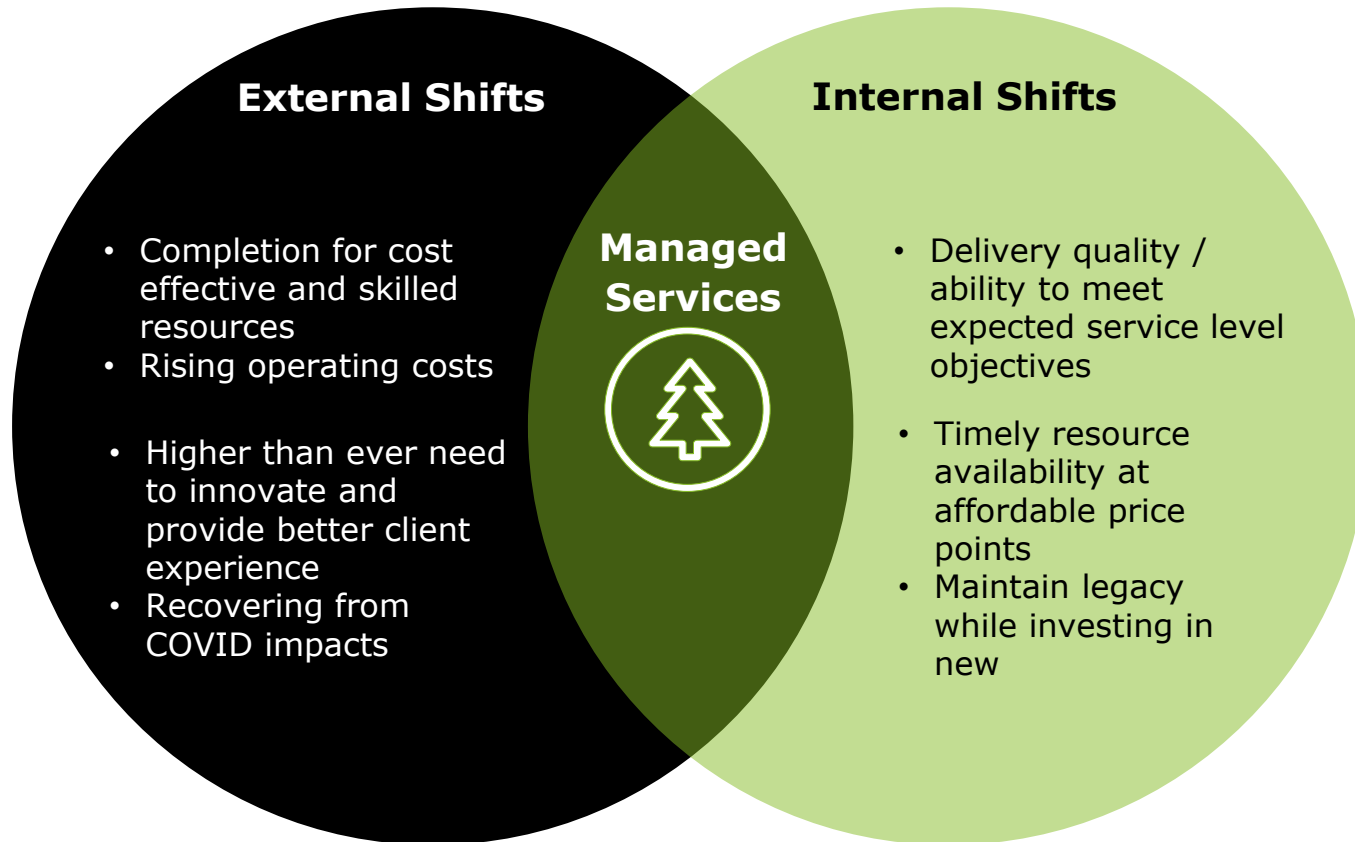 External Shifts
• Completion for cost
effective and skilled
resources
• Rising operating costs
• Higher than ever need
to innovate and
provide better client
experience
• Recovering from
COVID impacts
Managed
Services
Internal Shifts
• Delivery quality /
ability to meet
expected service level
objectives
• Timely resource
availability at
affordable price
points
• Maintain legacy
while investing in
new